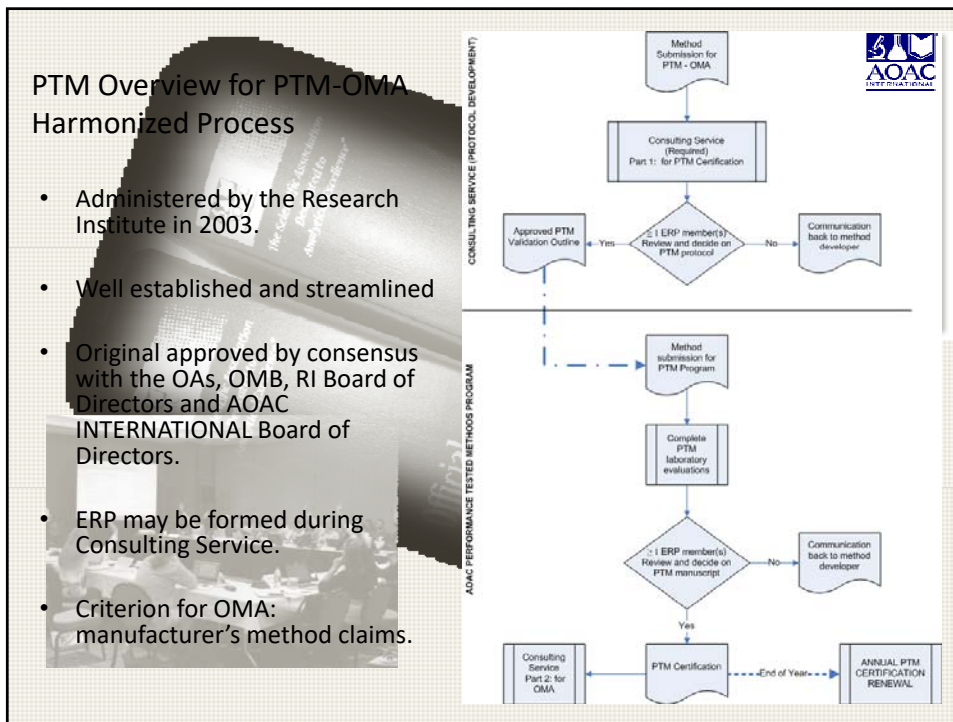 PTM Overview for PTM-OMA
Harmonized Process
• Administered by the Research
Institute in 2003.
• Well established and streamlined
• Original approved by consensus
with the OAs, OMB, RI Board of
Directors and AOAC
INTERNATIONAL Board of
Directors.
• ERP may be formed during
Consulting Service.
• Criterion for OMA:
manufacturer's method claims.
AOAC
INTERNATIONAL
CONSULTING SERVICE (PROTOCOL DEVELOPMENT)
Method
Submission for
PTM - OMA
Consulting Service
(Required)
Part 1: for PTM Certification
≥ 1 ERP member(s)
Review and decide on
PTM protocol
Yes
Approved PTM
Validation Outline
No
Communication
back to method
developer
AOAC PERFORMANCE TESTED METHODS PROGRAM
Method
submission for
PTM Program
Complete
PTM
laboratory
evaluations
≥ 1 ERP member(s)
Review and decide on
PTM manuscript
No
Communication
back to method
developer
Yes
Consulting
Service
Part 2: for
OMA
PTM Certification
End of Year
ANNUAL PTM
CERTIFICATION
RENEWAL